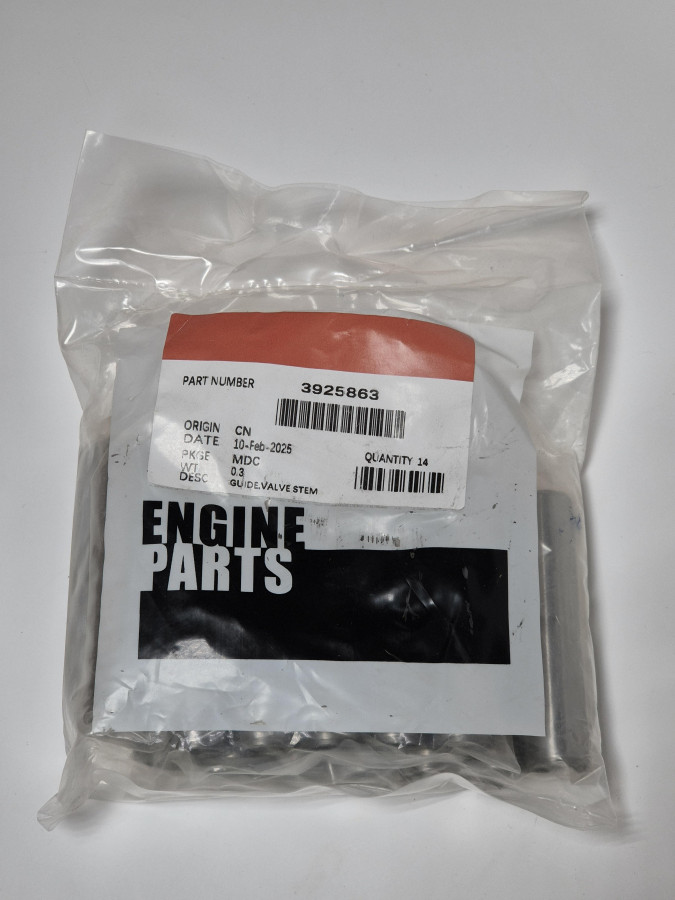 PART NUMBER 3925863
ORIGIN CN
DATE 10-Feb-2025
PKGE MDC
QUANTITY 14
WT 0.3
DESC GUIDE,VALVE STEM
ENGINE
PARTS